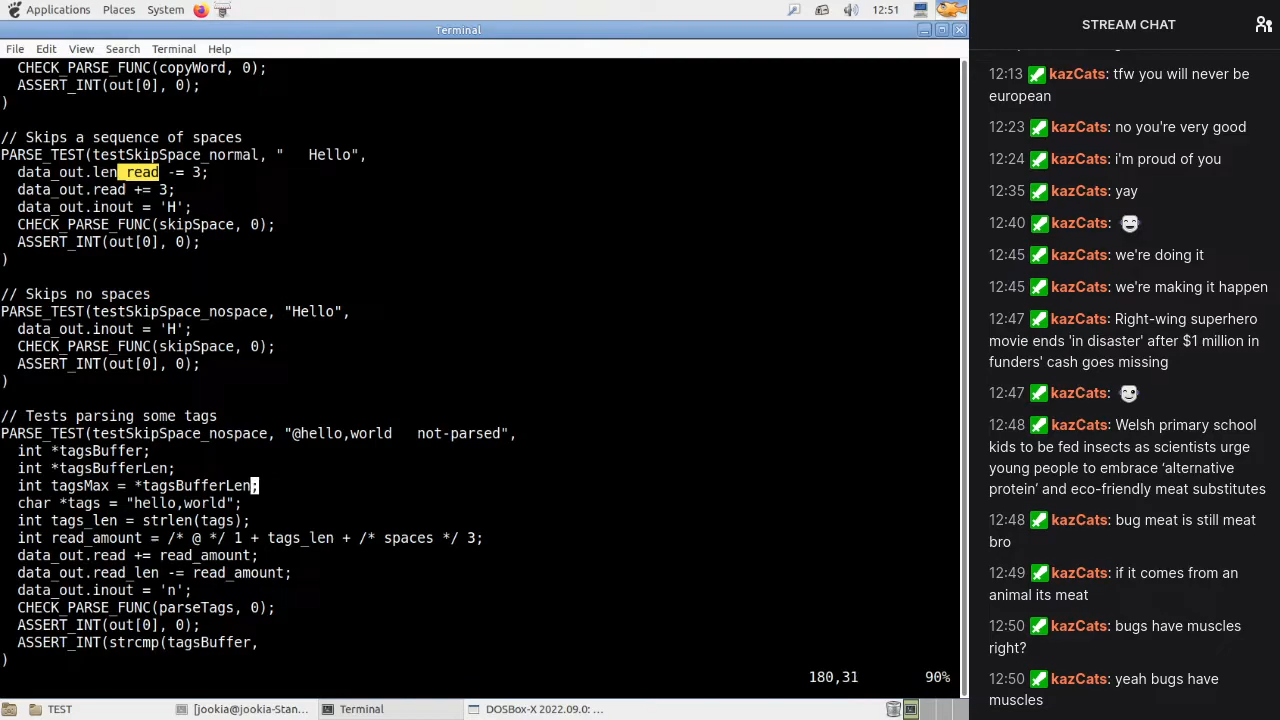 Applications Places System 12:51
Terminal
File Edit View Search Terminal Help
CHECK_PARSE_FUNC(copyWord, 0);
ASSERT_INT(out[0], 0);
)
// Skips a sequence of spaces
PARSE_TEST(testSkipSpace_normal, "   Hello",
data_out.len_read -= 3;
data_out.read += 3;
data_out.inout = 'H';
CHECK_PARSE_FUNC(skipSpace, 0);
ASSERT_INT(out[0], 0);
)
// Skips no spaces
PARSE_TEST(testSkipSpace_nospace, "Hello",
data_out.inout = 'H';
CHECK_PARSE_FUNC(skipSpace, 0);
ASSERT_INT(out[0], 0);
)
// Tests parsing some tags
PARSE_TEST(testSkipSpace_nospace, "@hello,world   not-parsed",
int *tagsBuffer;
int *tagsBufferLen;
int tagsMax = *tagsBufferLen;
char *tags = "hello,world";
int tags_len = strlen(tags);
int read_amount = /* @ */ 1 + tags_len + /* spaces */ 3;
data_out.read += read_amount;
data_out.read_len -= read_amount;
data_out.inout = 'n';
CHECK_PARSE_FUNC(parseTags, 0);
ASSERT_INT(out[0], 0);
ASSERT_INT(strcmp(tagsBuffer,
)
180,31 90%
TEST [jookia@jookia-Stan... Terminal DOSBox-X 2022.09.0: ...
STREAM CHAT
12:13 kazCats: tfw you will never be
european
12:23 kazCats: no you're very good
12:24 kazCats: i'm proud of you
12:35 kazCats: yay
12:40 kazCats:
12:45 kazCats: we're doing it
12:45 kazCats: we're making it happen
12:47 kazCats: Right-wing superhero
movie ends 'in disaster' after $1 million in
funders' cash goes missing
12:47 kazCats:
12:48 kazCats: Welsh primary school
kids to be fed insects as scientists urge
young people to embrace ‘alternative
protein’ and eco-friendly meat substitutes
12:48 kazCats: bug meat is still meat
bro
12:49 kazCats: if it comes from an
animal its meat
12:50 kazCats: bugs have muscles
right?
12:50 kazCats: yeah bugs have
muscles